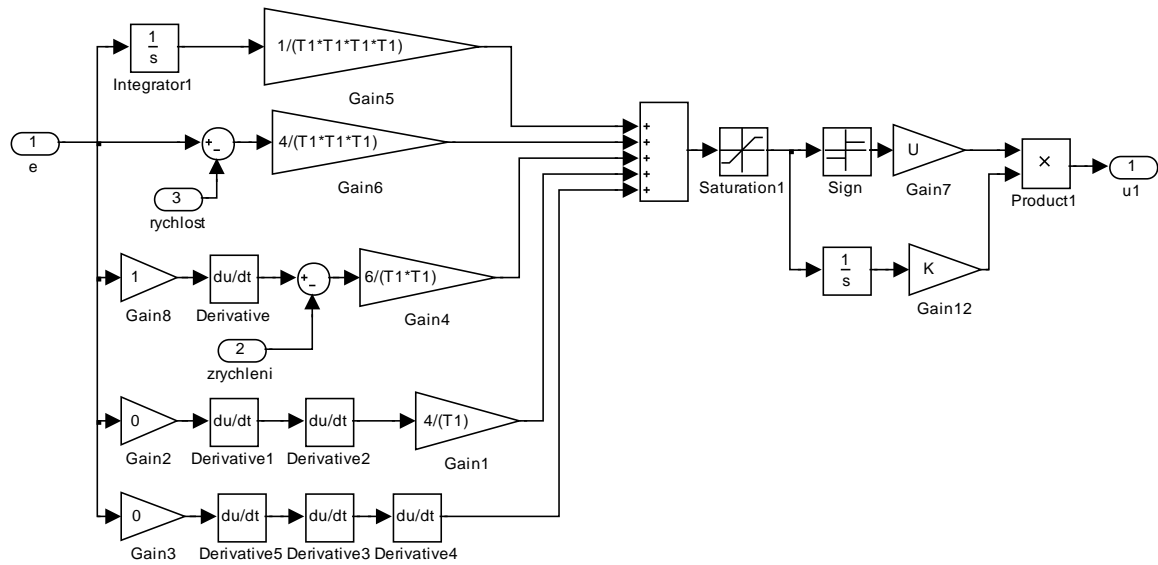 1
s
Integrator1
1/(T1*T1*T1*T1)
Gain5
1
e
+
−
4/(T1*T1*T1)
Gain6
3
rychlost
+
+
+
+
+
Saturation1
Sign
U
Gain7
×
Product1
1
u1
1
Gain8
du/dt
Derivative
+
−
6/(T1*T1)
Gain4
2
zrychleni
1
s
K
Gain12
0
Gain2
du/dt
Derivative1
du/dt
Derivative2
4/(T1)
Gain1
0
Gain3
du/dt
Derivative5
du/dt
Derivative3
du/dt
Derivative4